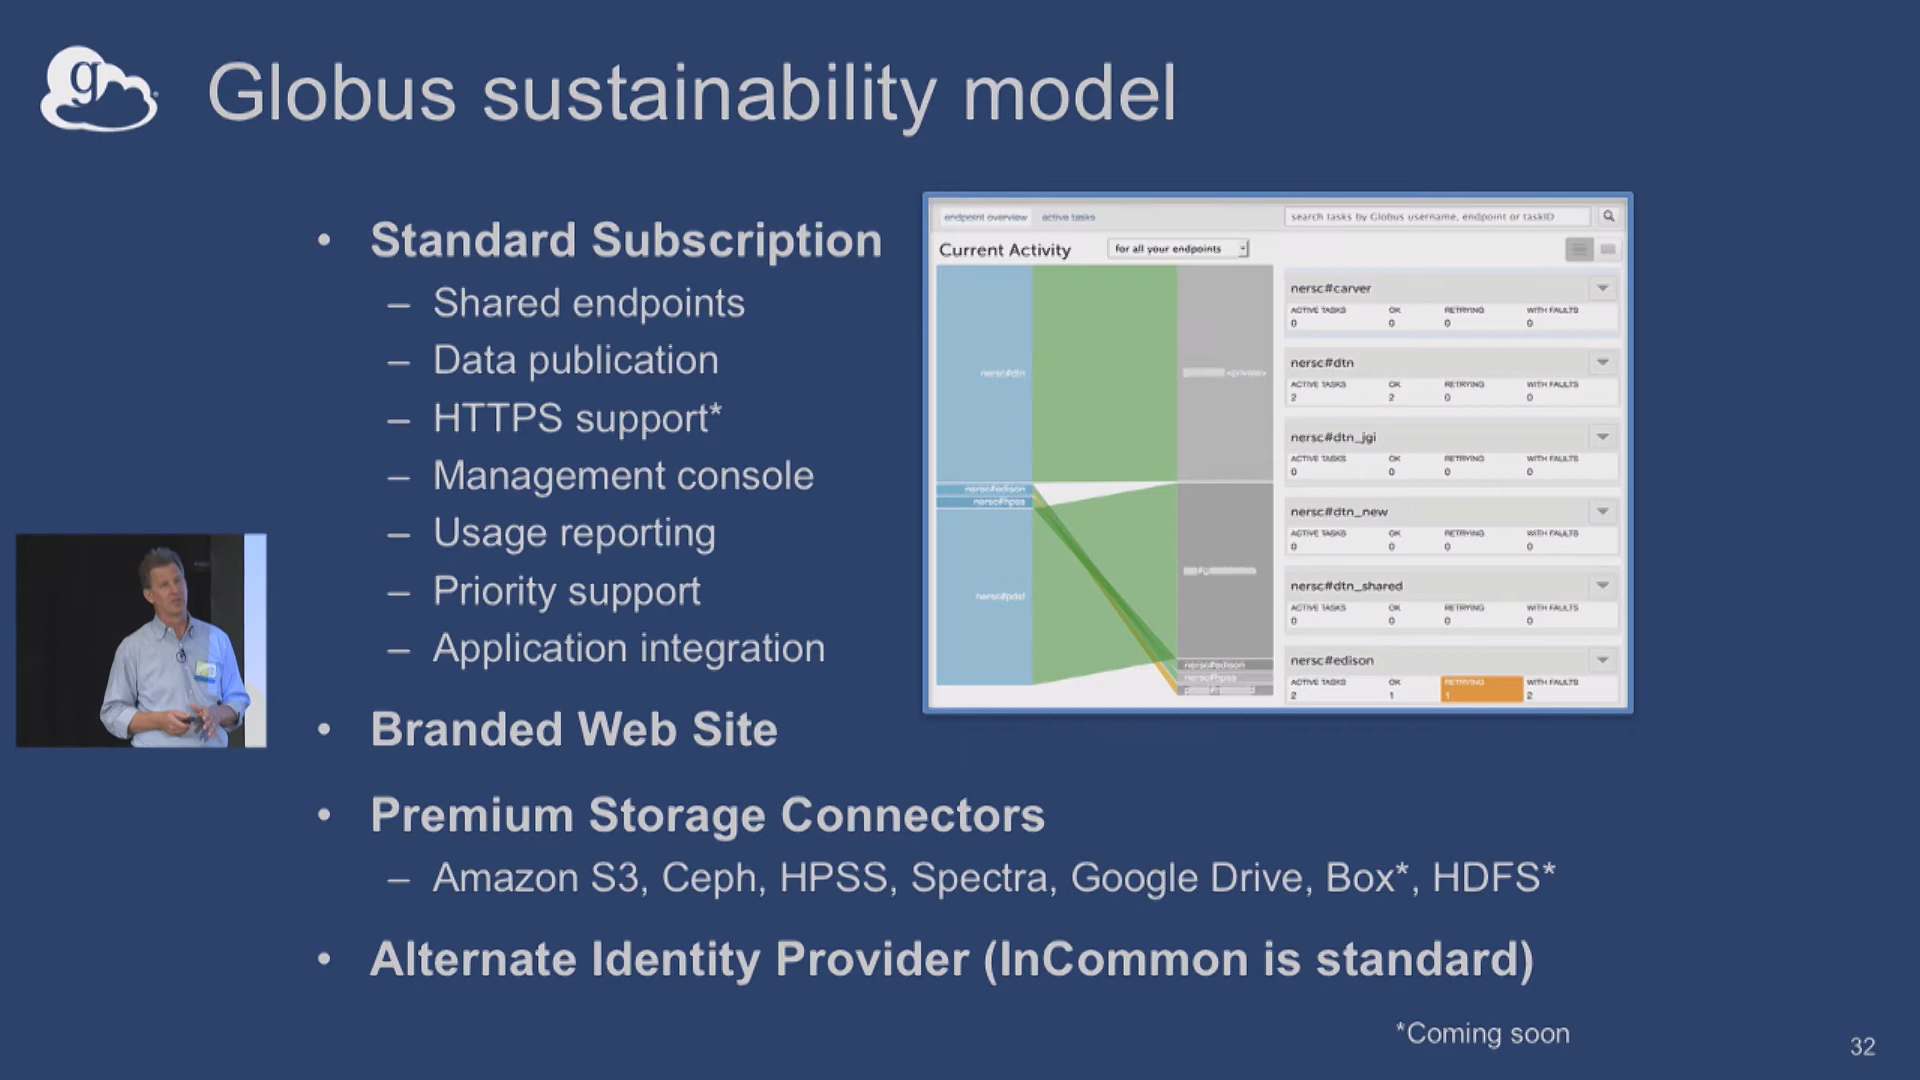 g
Globus sustainability model
• Standard Subscription
– Shared endpoints
– Data publication
– HTTPS support*
– Management console
– Usage reporting
– Priority support
– Application integration
• Branded Web Site
• Premium Storage Connectors
– Amazon S3, Ceph, HPSS, Spectra, Google Drive, Box*, HDFS*
• Alternate Identity Provider (InCommon is standard)
endpoint overview active tasks
search tasks by Globus username, endpoint or taskID
Current Activity
for all your endpoints
nersc#dtn
<private>
nersc#edison
nersc#hpss
nersc#pdsf
nersc#edison
nersc#hpss
nersc#carver
ACTIVE TASKS OK RETRYING WITH FAULTS
0 0 0 0
nersc#dtn
ACTIVE TASKS OK RETRYING WITH FAULTS
2 2 0 0
nersc#dtn_jgi
ACTIVE TASKS OK RETRYING WITH FAULTS
0 0 0 0
nersc#dtn_new
ACTIVE TASKS OK RETRYING WITH FAULTS
0 0 0 0
nersc#dtn_shared
ACTIVE TASKS OK RETRYING WITH FAULTS
0 0 0 0
nersc#edison
ACTIVE TASKS OK RETRYING WITH FAULTS
2 1 1 2
*Coming soon
32